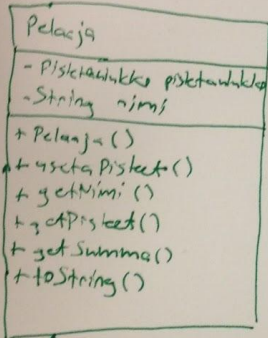 Pelaaja
- Pistetaulukko pistetaulukko
- String nimi
+ Pelaaja()
+ asetaPisteet()
+ getNimi()
+ getPisteet()
+ getSumma()
+ toString()